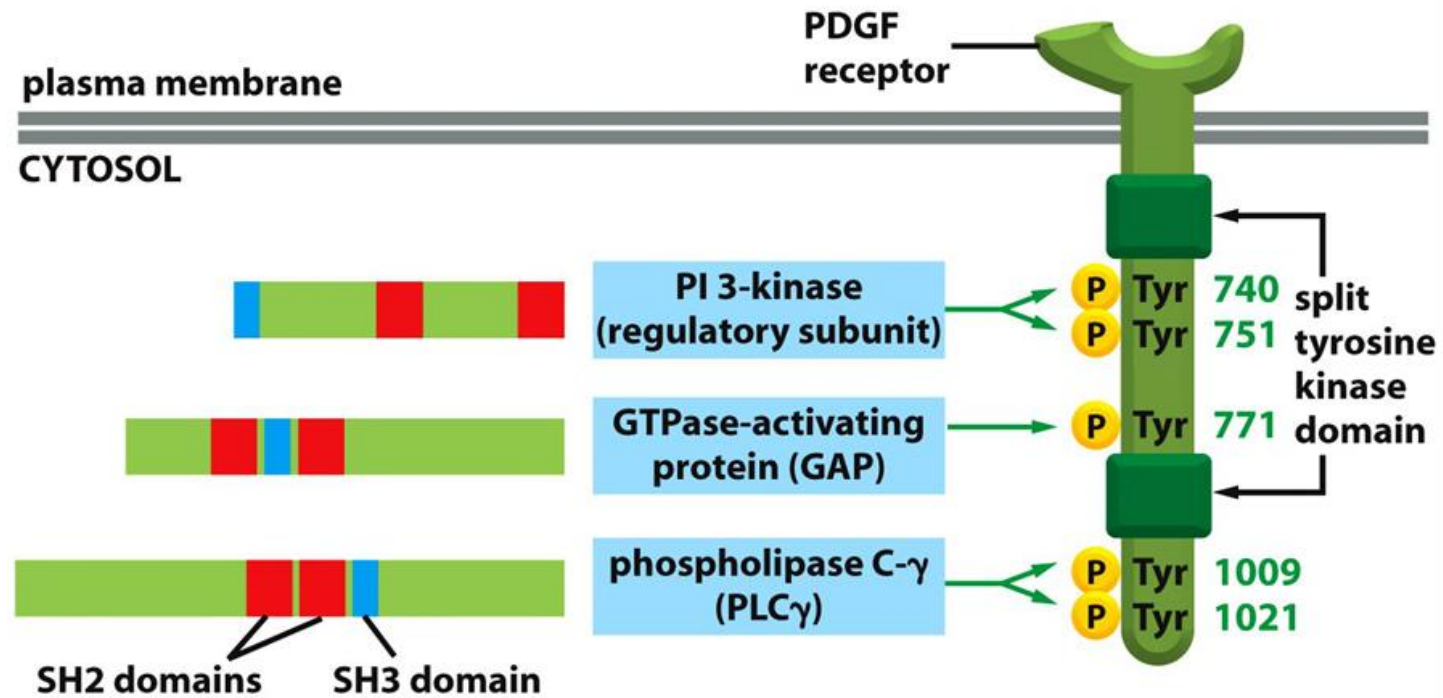 PDGF
receptor
plasma membrane
CYTOSOL
PI 3-kinase
(regulatory subunit)
P Tyr 740
P Tyr 751
split
tyrosine
kinase
domain
GTPase-activating
protein (GAP)
P Tyr 771
phospholipase C-γ
(PLCγ)
P Tyr 1009
P Tyr 1021
SH2 domains
SH3 domain